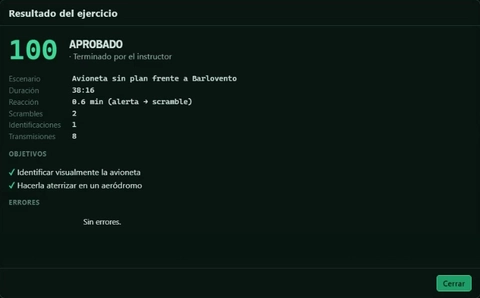 Resultado del ejercicio
100 APROBADO
· Terminado por el instructor
Escenario Avioneta sin plan frente a Barlovento
Duración 38:16
Reacción 0.6 min (alerta → scramble)
Scrambles 2
Identificaciones 1
Transmisiones 8
OBJETIVOS
✓ Identificar visualmente la avioneta
✓ Hacerla aterrizar en un aeródromo
ERRORES
Sin errores.
Cerrar